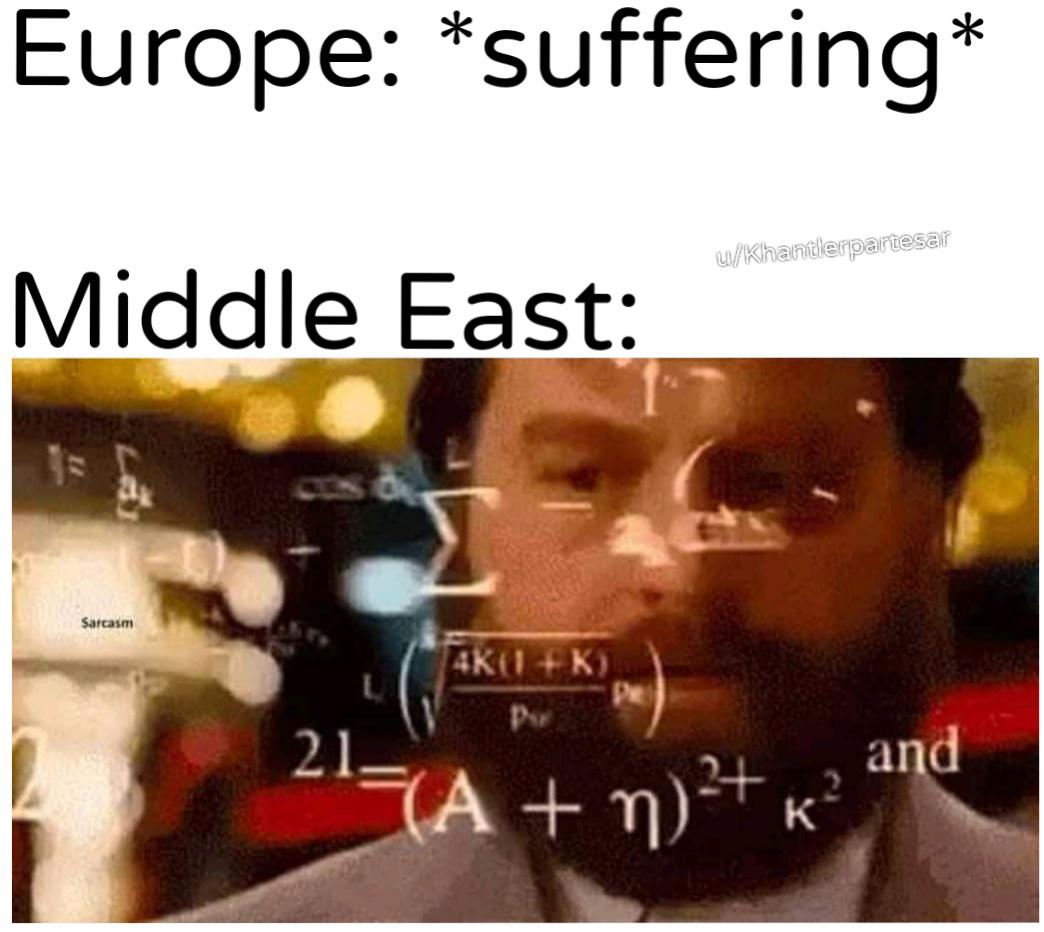 Europe: *suffering*
u/Khantlerpartesar
Middle East:
cos
Σ
Sarcasm
4K(1 + K)
21=
(A + η)²⁺ κ² and